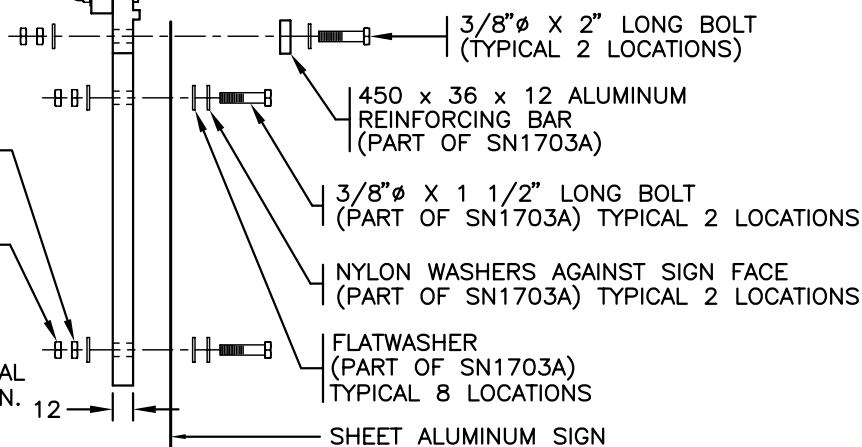 3/8"ø X 2" LONG BOLT
(TYPICAL 2 LOCATIONS)
450 x 36 x 12 ALUMINUM
REINFORCING BAR
(PART OF SN1703A)
3/8"ø X 1 1/2" LONG BOLT
(PART OF SN1703A) TYPICAL 2 LOCATIONS
NYLON WASHERS AGAINST SIGN FACE
(PART OF SN1703A) TYPICAL 2 LOCATIONS
FLATWASHER
(PART OF SN1703A)
TYPICAL 8 LOCATIONS
12
SHEET ALUMINUM SIGN